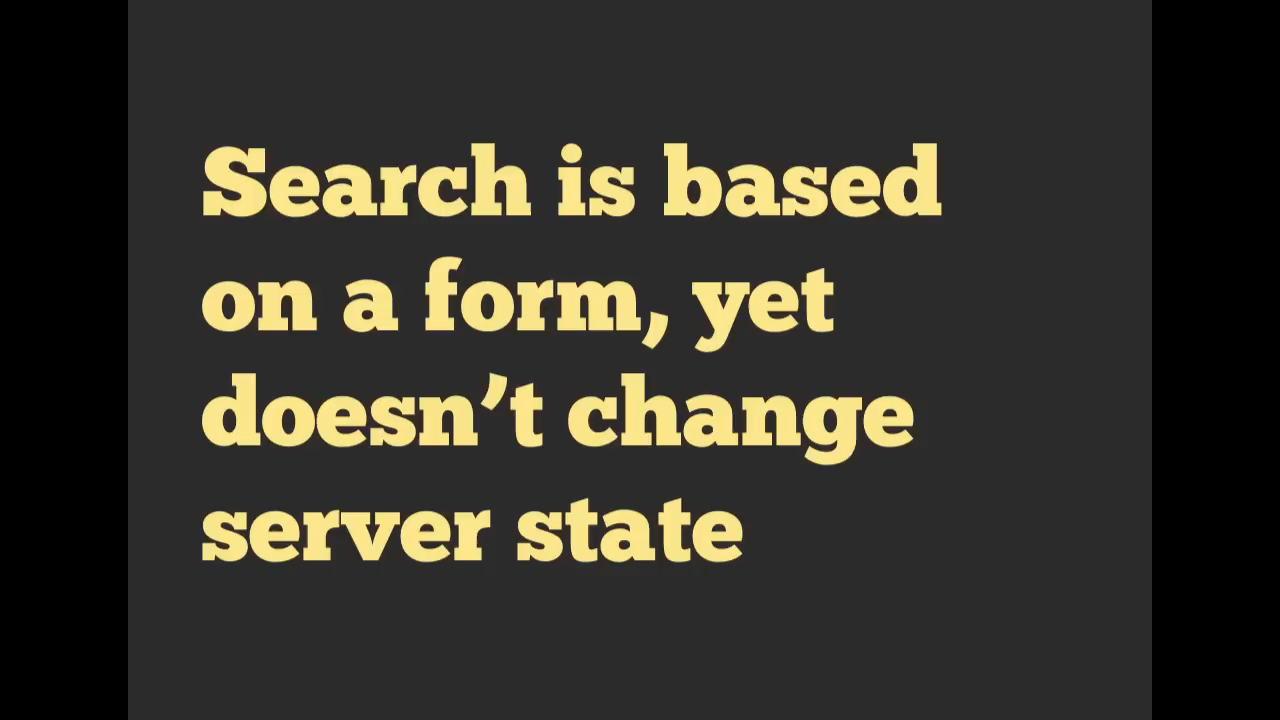 Search is based
on a form, yet
doesn’t change
server state